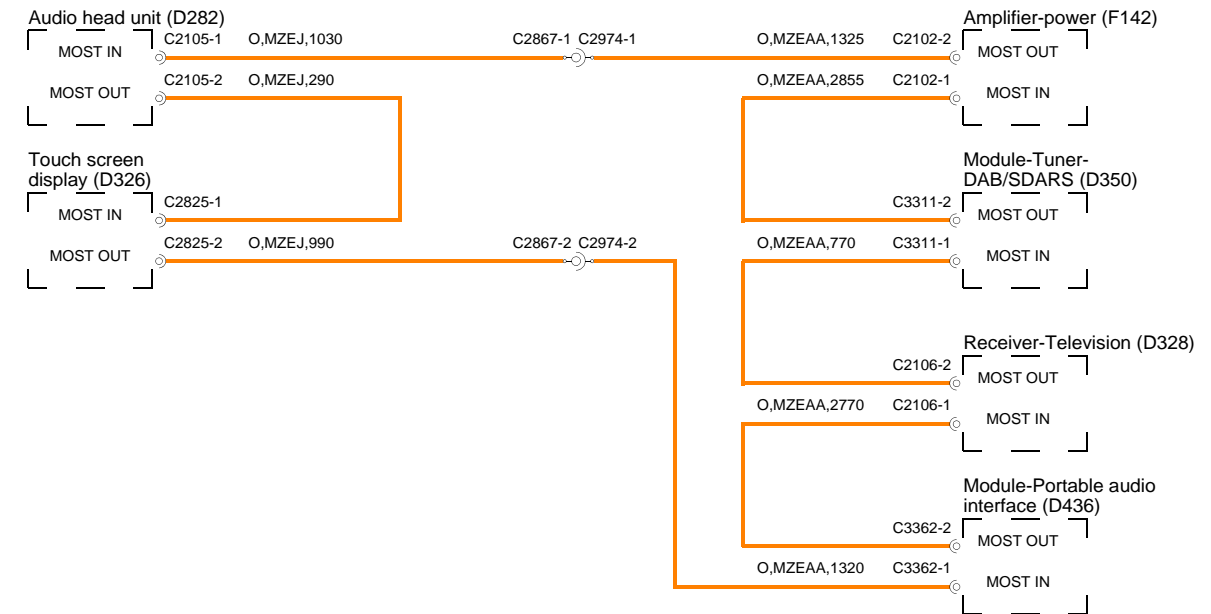 Audio head unit (D282)
MOST IN
C2105-1 O,MZEJ,1030
C2867-1 C2974-1
O,MZEAA,1325 C2102-2
Amplifier-power (F142)
MOST OUT
MOST OUT
C2105-2 O,MZEJ,290
O,MZEAA,2855 C2102-1
MOST IN
Touch screen
display (D326)
MOST IN
C2825-1
Module-Tuner-
DAB/SDARS (D350)
C3311-2
MOST OUT
MOST OUT
C2825-2 O,MZEJ,990
C2867-2 C2974-2
O,MZEAA,770 C3311-1
MOST IN
Receiver-Television (D328)
C2106-2
MOST OUT
O,MZEAA,2770 C2106-1
MOST IN
Module-Portable audio
interface (D436)
C3362-2
MOST OUT
O,MZEAA,1320 C3362-1
MOST IN